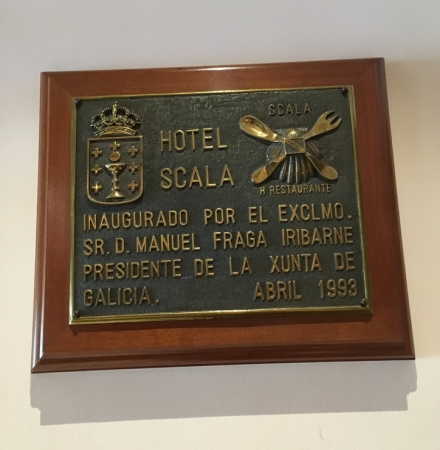 HOTEL
SCALA
SCALA
H RESTAURANTE
INAUGURADO POR EL EXCLMO.
SR. D. MANUEL FRAGA IRIBARNE
PRESIDENTE DE LA XUNTA DE
GALICIA. ABRIL 1993